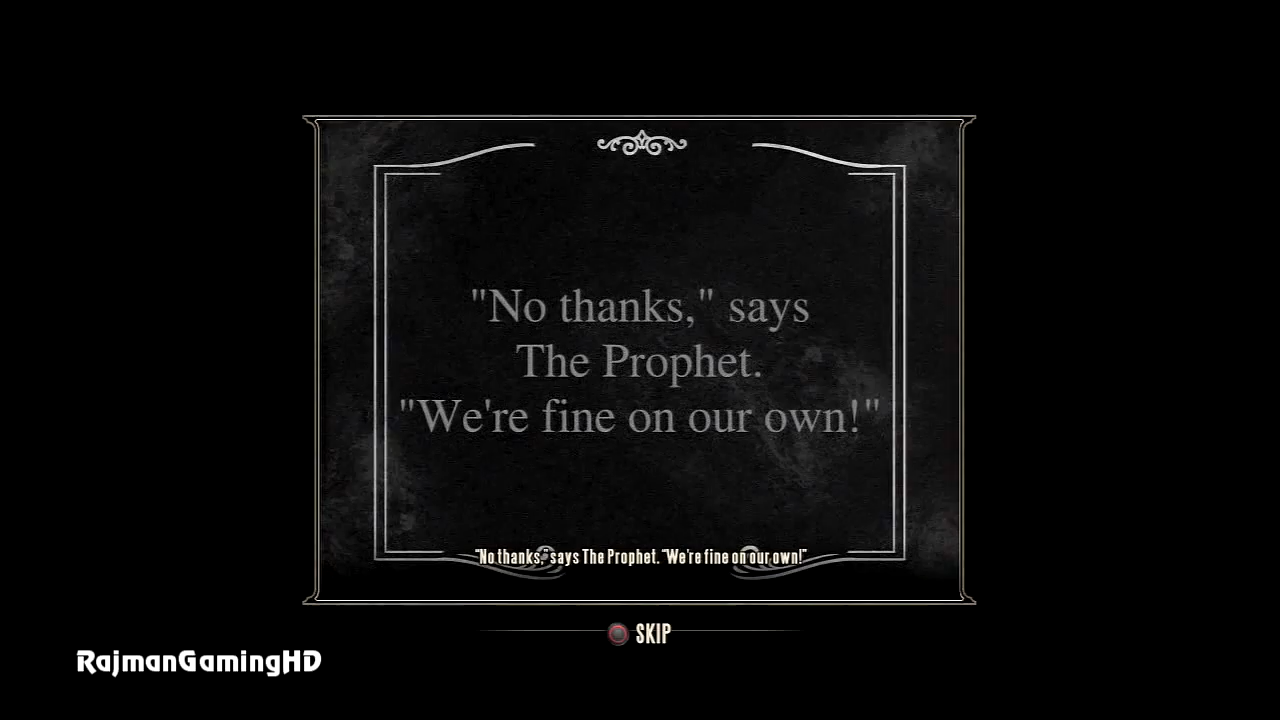 "No thanks," says
The Prophet.
"We're fine on our own!"
"No thanks," says The Prophet. "We're fine on our own!"
SKIP
RajmanGamingHD